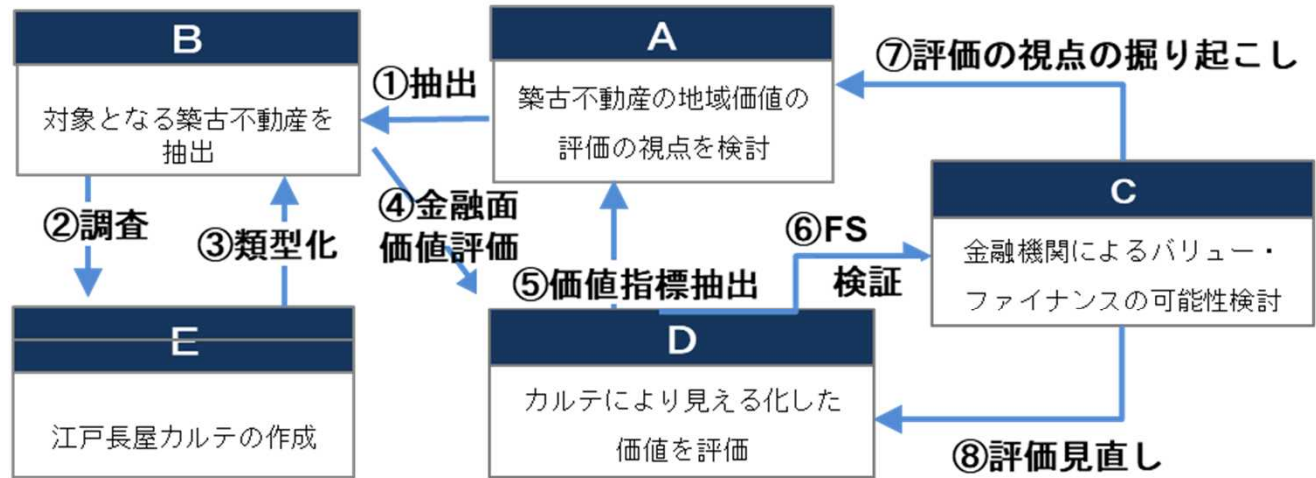 B
対象となる築古不動産を
抽出
①抽出
A
築古不動産の地域価値の
評価の視点を検討
⑦評価の視点の掘り起こし
②調査
③類型化
④金融面
価値評価
⑤価値指標抽出
⑥FS
検証
C
金融機関によるバリュー・
ファイナンスの可能性検討
E
江戸長屋カルテの作成
D
カルテにより見える化した
価値を評価
⑧評価見直し